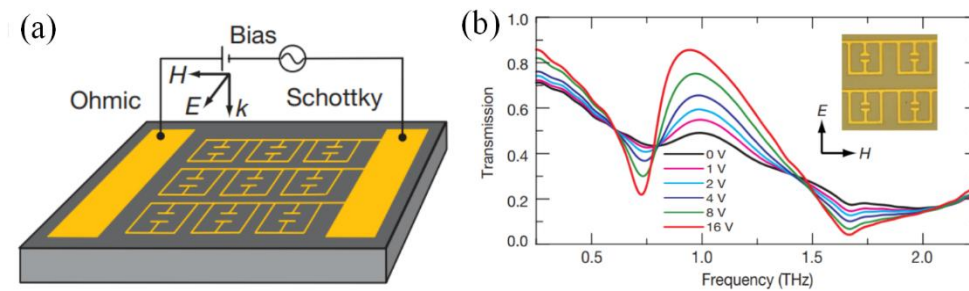 (a)
Bias
H
E
k
Ohmic
Schottky
(b)
Transmission
1.0
0.8
0.6
0.4
0.2
0.0
0 V
1 V
2 V
4 V
8 V
16 V
E
H
0.5
1.0
1.5
2.0
Frequency (THz)